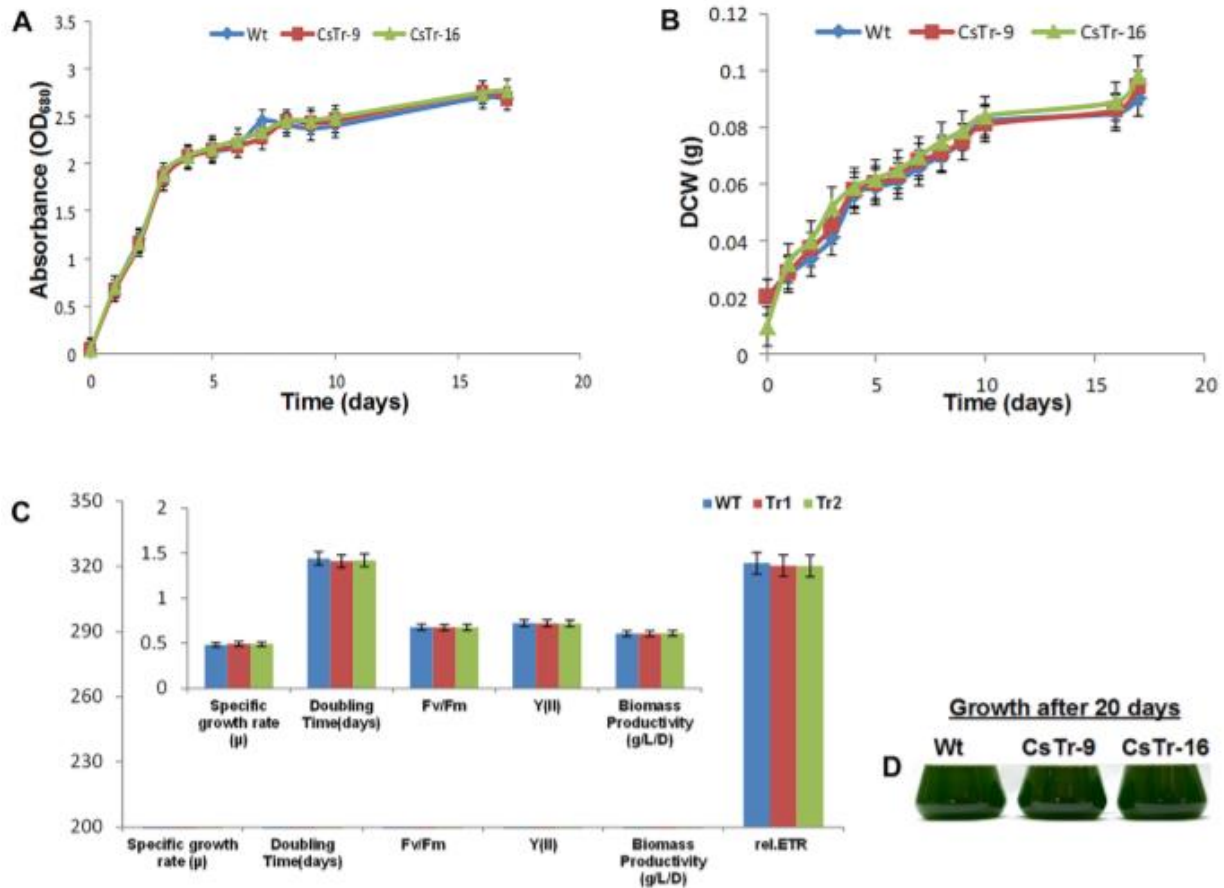 A
Wt CsTr-9 CsTr-16
3.5
3
2.5
2
1.5
1
0.5
0
0 5 10 15 20
Absorbance (OD680)
Time (days)
B
Wt CsTr-9 CsTr-16
0.12
0.1
0.08
0.06
0.04
0.02
0
0 5 10 15 20
DCW (g)
Time (days)
C
350
320
290
260
230
200
WT Tr1 Tr2
2
1.5
1
0.5
0
Specific growth rate (µ)
Doubling Time(days)
Fv/Fm
Y(II)
Biomass Productivity (g/L/D)
Specific growth rate (µ)
Doubling Time(days)
Fv/Fm
Y(II)
Biomass Productivity (g/L/D)
rel.ETR
D
Growth after 20 days
Wt CsTr-9 CsTr-16